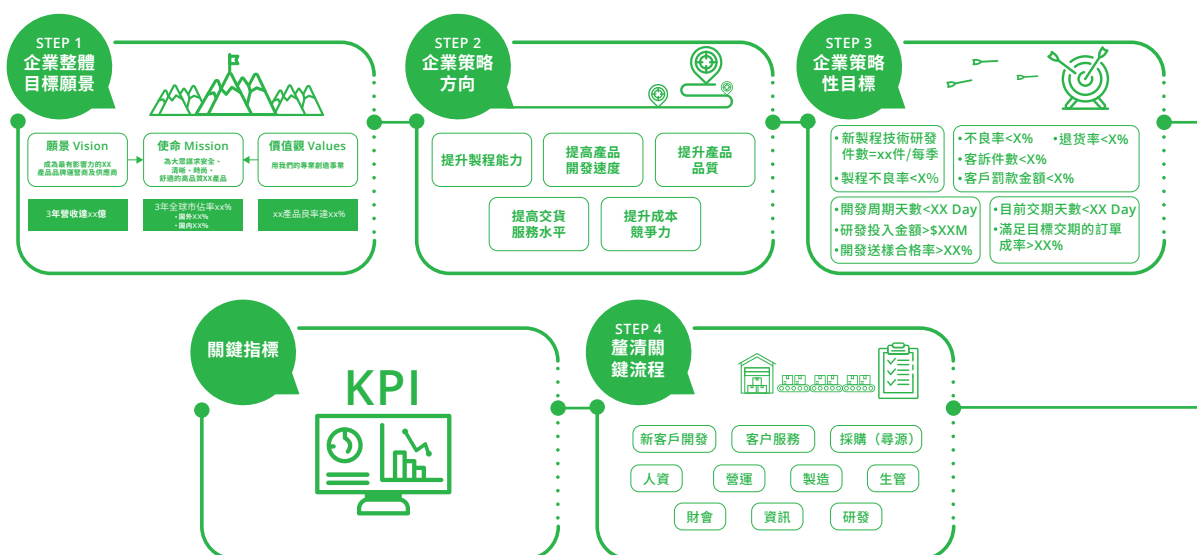 STEP 1
企業整體
目標願景
願景 Vision
成為最有影響力的XX
產品品牌運營商及供應商
使命 Mission
為大眾謀求安全、
清晰、時尚、
舒適的高品質XX產品
價值觀 Values
用我們的專業創造事業
3年營收達xx億
3年全球市佔率xx%
•國外XX%
•國内XX%
xx產品良率達xx%
STEP 2
企業策略
方向
提升製程能力
提高產品
開發速度
提升產品
品質
提高交貨
服務水平
提升成本
競爭力
STEP 3
企業策略
性目標
•新製程技術研發
件數=xx件/每季
•製程不良率<X%
•不良率<X%
•退货率<X%
•客訴件數<X%
•客戶罰款金額<X%
•開發周期天數<XX Day
•研發投入金額>$XXM
•開發送樣合格率>XX%
•目前交期天數<XX Day
•滿足目標交期的訂單
成率>XX%
關鍵指標
KPI
STEP 4
釐清關
鍵流程
新客戶開發
客户服務
採購（尋源）
人資
營運
製造
生管
財會
資訊
研發